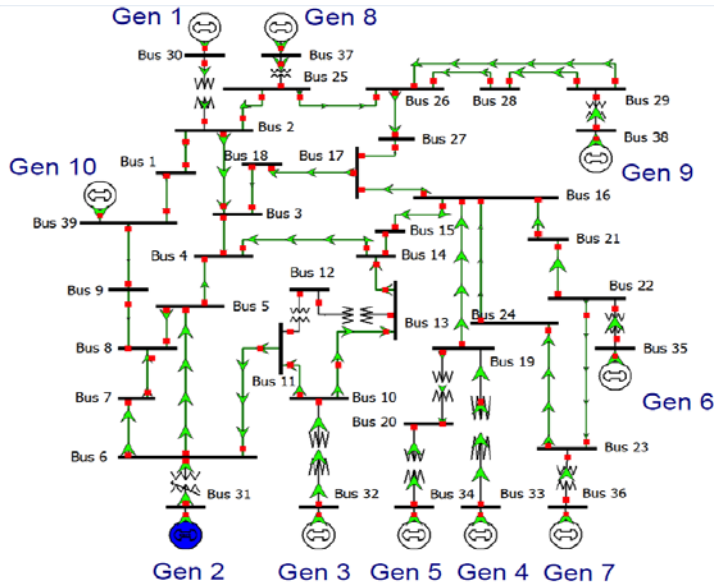 Gen 1
Gen 8
Bus 30
Bus 37
Bus 25
Bus 26
Bus 28
Bus 29
Bus 2
Bus 38
Bus 27
Gen 9
Bus 1
Bus 18
Bus 17
Gen 10
Bus 16
Bus 39
Bus 3
Bus 15
Bus 21
Bus 4
Bus 14
Bus 12
Bus 22
Bus 9
Bus 5
Bus 13
Bus 24
Bus 35
Bus 8
Bus 11
Bus 19
Gen 6
Bus 7
Bus 10
Bus 20
Bus 6
Bus 23
Bus 31
Bus 32
Bus 34
Bus 33
Bus 36
Gen 2
Gen 3
Gen 5
Gen 4
Gen 7